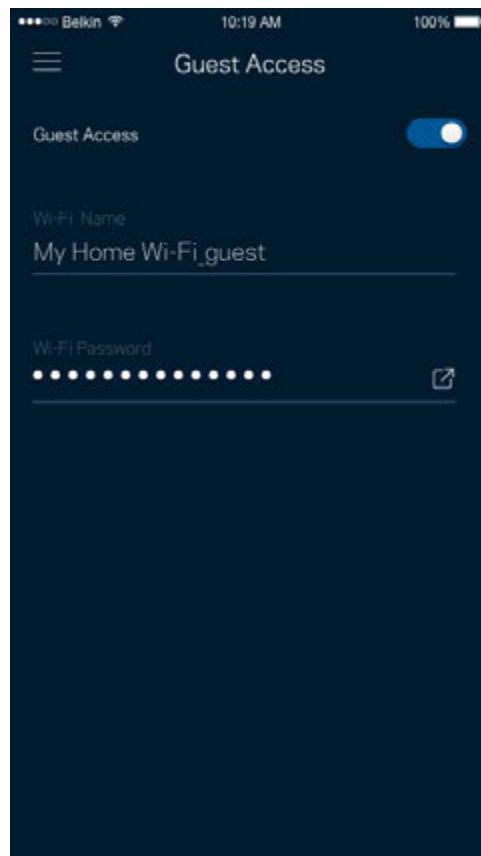 Belkin 10:19 AM 100%
Guest Access
Guest Access
Wi-Fi Name
My Home Wi-Fi_guest
Wi-Fi Password
••••••••••••••